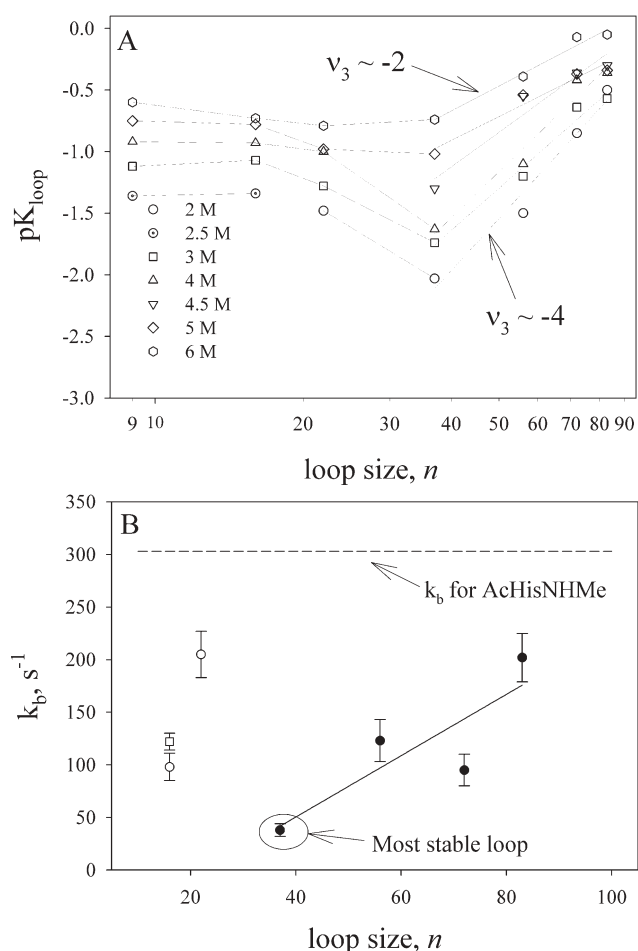 A
0.0
-0.5
-1.0
-1.5
-2.0
-2.5
-3.0
pKloop
ν3 ~ -2
ν3 ~ -4
2 M
2.5 M
3 M
4 M
4.5 M
5 M
6 M
9 10 20 30 40 50 60 70 80 90
loop size, n
B
350
300
250
200
150
100
50
0
kb, s-1
kb for AcHisNHMe
Most stable loop
20 40 60 80 100
loop size, n